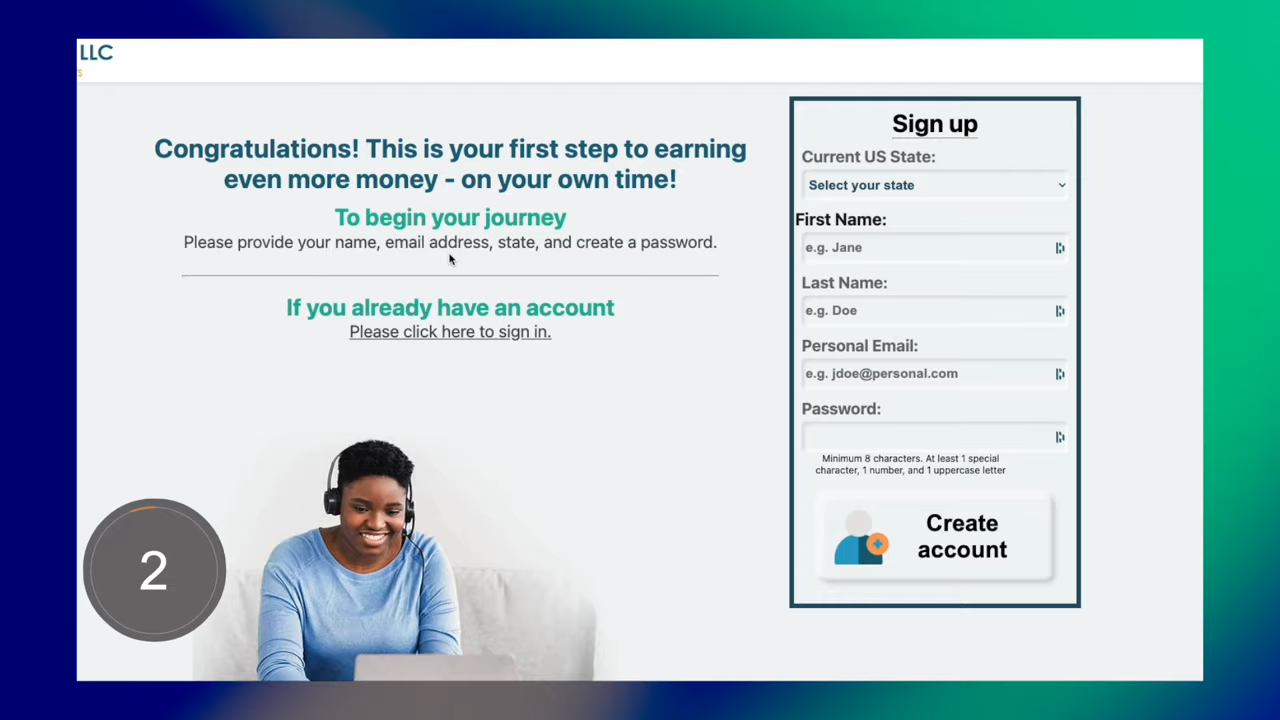 LLC
S
Congratulations! This is your first step to earning
even more money - on your own time!
To begin your journey
Please provide your name, email address, state, and create a password.
If you already have an account
Please click here to sign in.
2
Sign up
Current US State:
Select your state
First Name:
e.g. Jane
Last Name:
e.g. Doe
Personal Email:
e.g. jdoe@personal.com
Password:
Minimum 8 characters. At least 1 special
character, 1 number, and 1 uppercase letter
Create
account